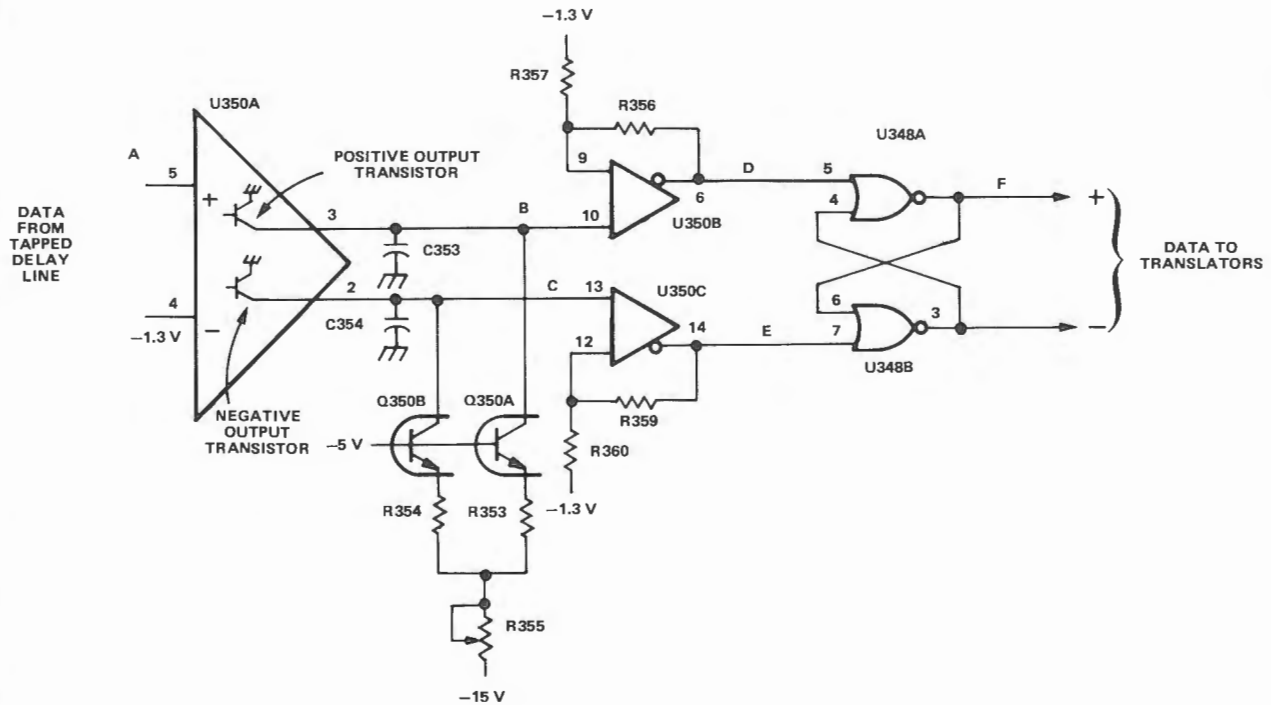 −1.3 V
R357
R356
U350A
U348A
A
5
+
POSITIVE OUTPUT
TRANSISTOR
9
6
D
5
4
F
+
DATA
FROM
TAPPED
DELAY
LINE
3
B
10
U350B
C353
DATA TO
TRANSLATORS
4
−1.3 V
−
2
C
13
U350C
14
C354
12
E
6
7
3
−
U348B
NEGATIVE
OUTPUT
TRANSISTOR
Q350B
Q350A
R359
−5 V
R360
R354
R353
−1.3 V
R355
−15 V